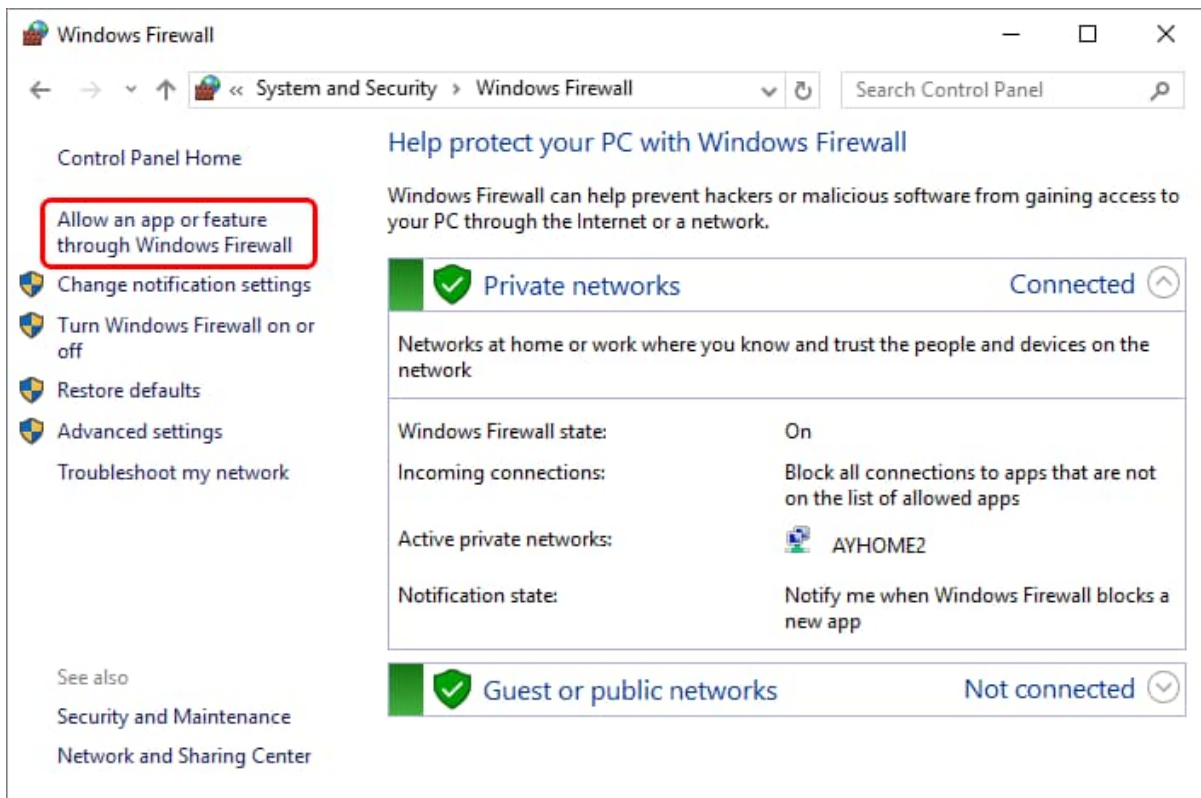 Windows Firewall
« System and Security › Windows Firewall
Search Control Panel
Control Panel Home
Allow an app or feature
through Windows Firewall
Change notification settings
Turn Windows Firewall on or
off
Restore defaults
Advanced settings
Troubleshoot my network
See also
Security and Maintenance
Network and Sharing Center
Help protect your PC with Windows Firewall
Windows Firewall can help prevent hackers or malicious software from gaining access to
your PC through the Internet or a network.
Private networks Connected
Networks at home or work where you know and trust the people and devices on the
network
Windows Firewall state: On
Incoming connections: Block all connections to apps that are not
on the list of allowed apps
Active private networks: AYHOME2
Notification state: Notify me when Windows Firewall blocks a
new app
Guest or public networks Not connected